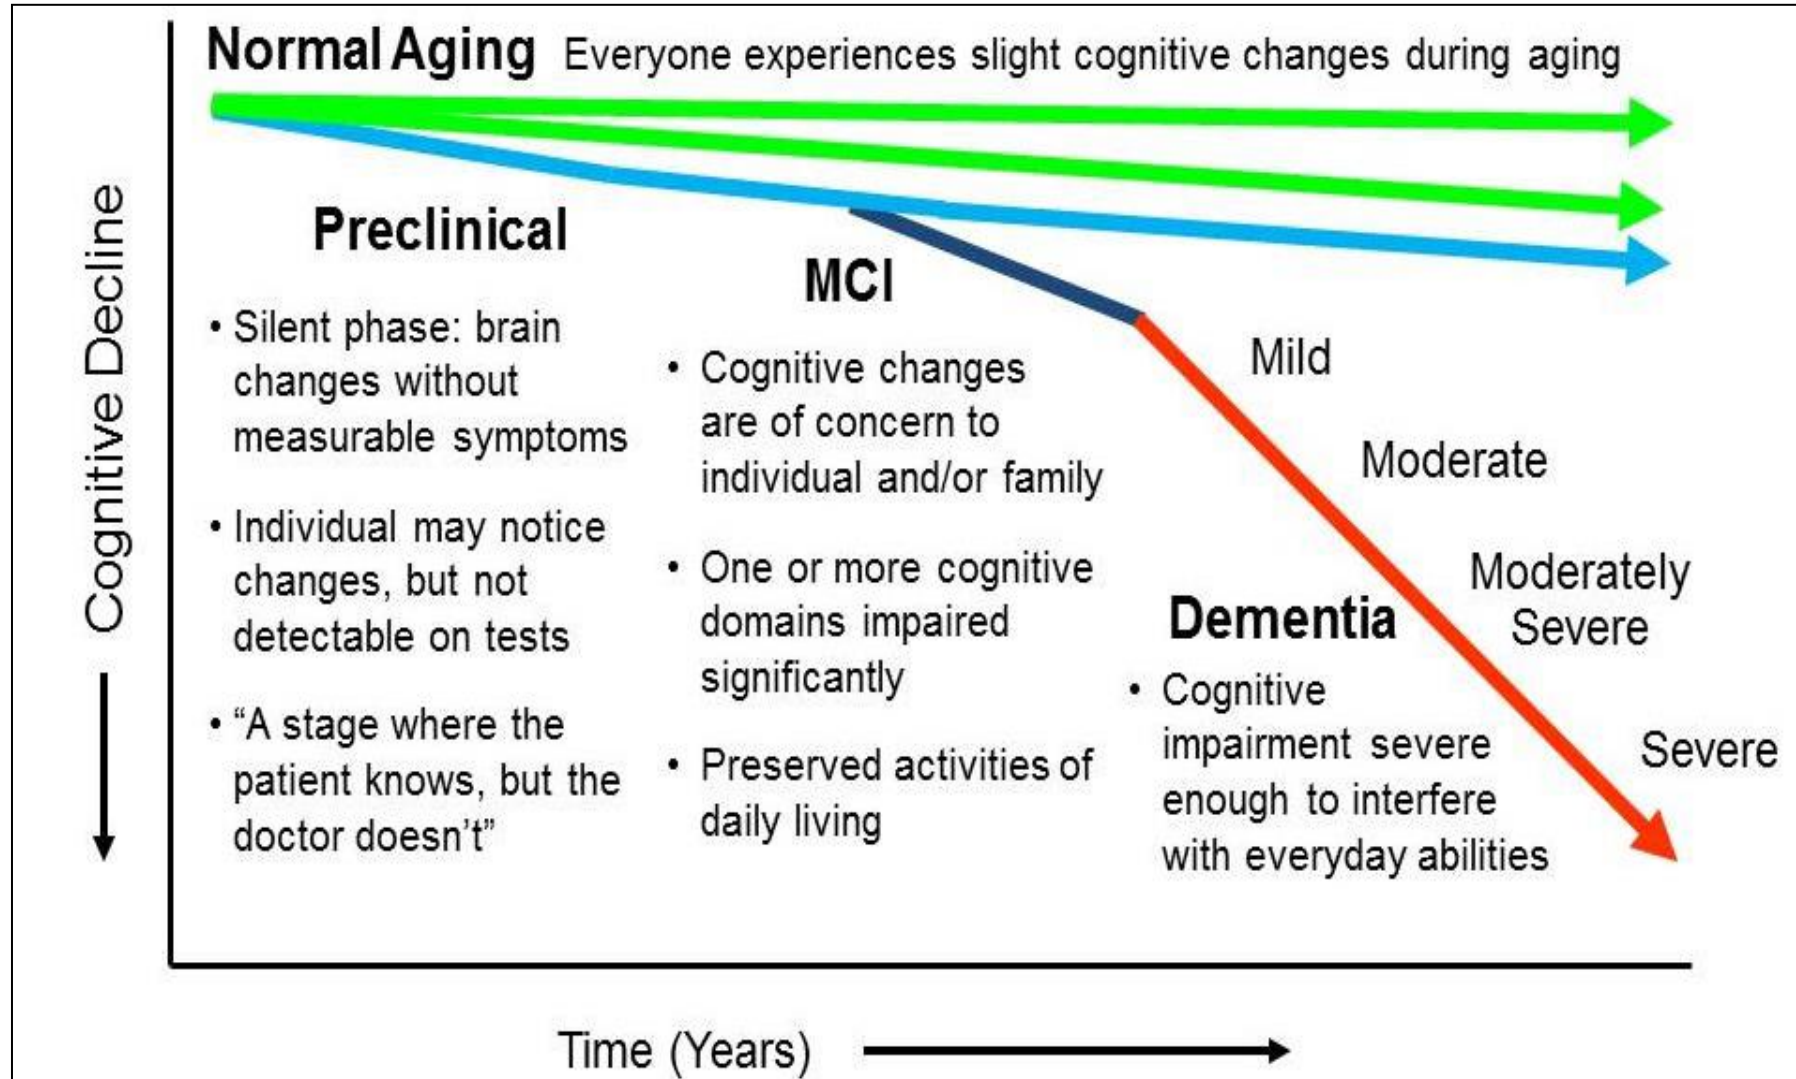 Normal Aging Everyone experiences slight cognitive changes during aging
Cognitive Decline
Preclinical
• Silent phase: brain
changes without
measurable symptoms
• Individual may notice
changes, but not
detectable on tests
• “A stage where the
patient knows, but the
doctor doesn’t”
MCI
• Cognitive changes
are of concern to
individual and/or family
• One or more cognitive
domains impaired
significantly
• Preserved activities of
daily living
Dementia
• Cognitive
impairment severe
enough to interfere
with everyday abilities
Mild
Moderate
Moderately
Severe
Severe
Time (Years)